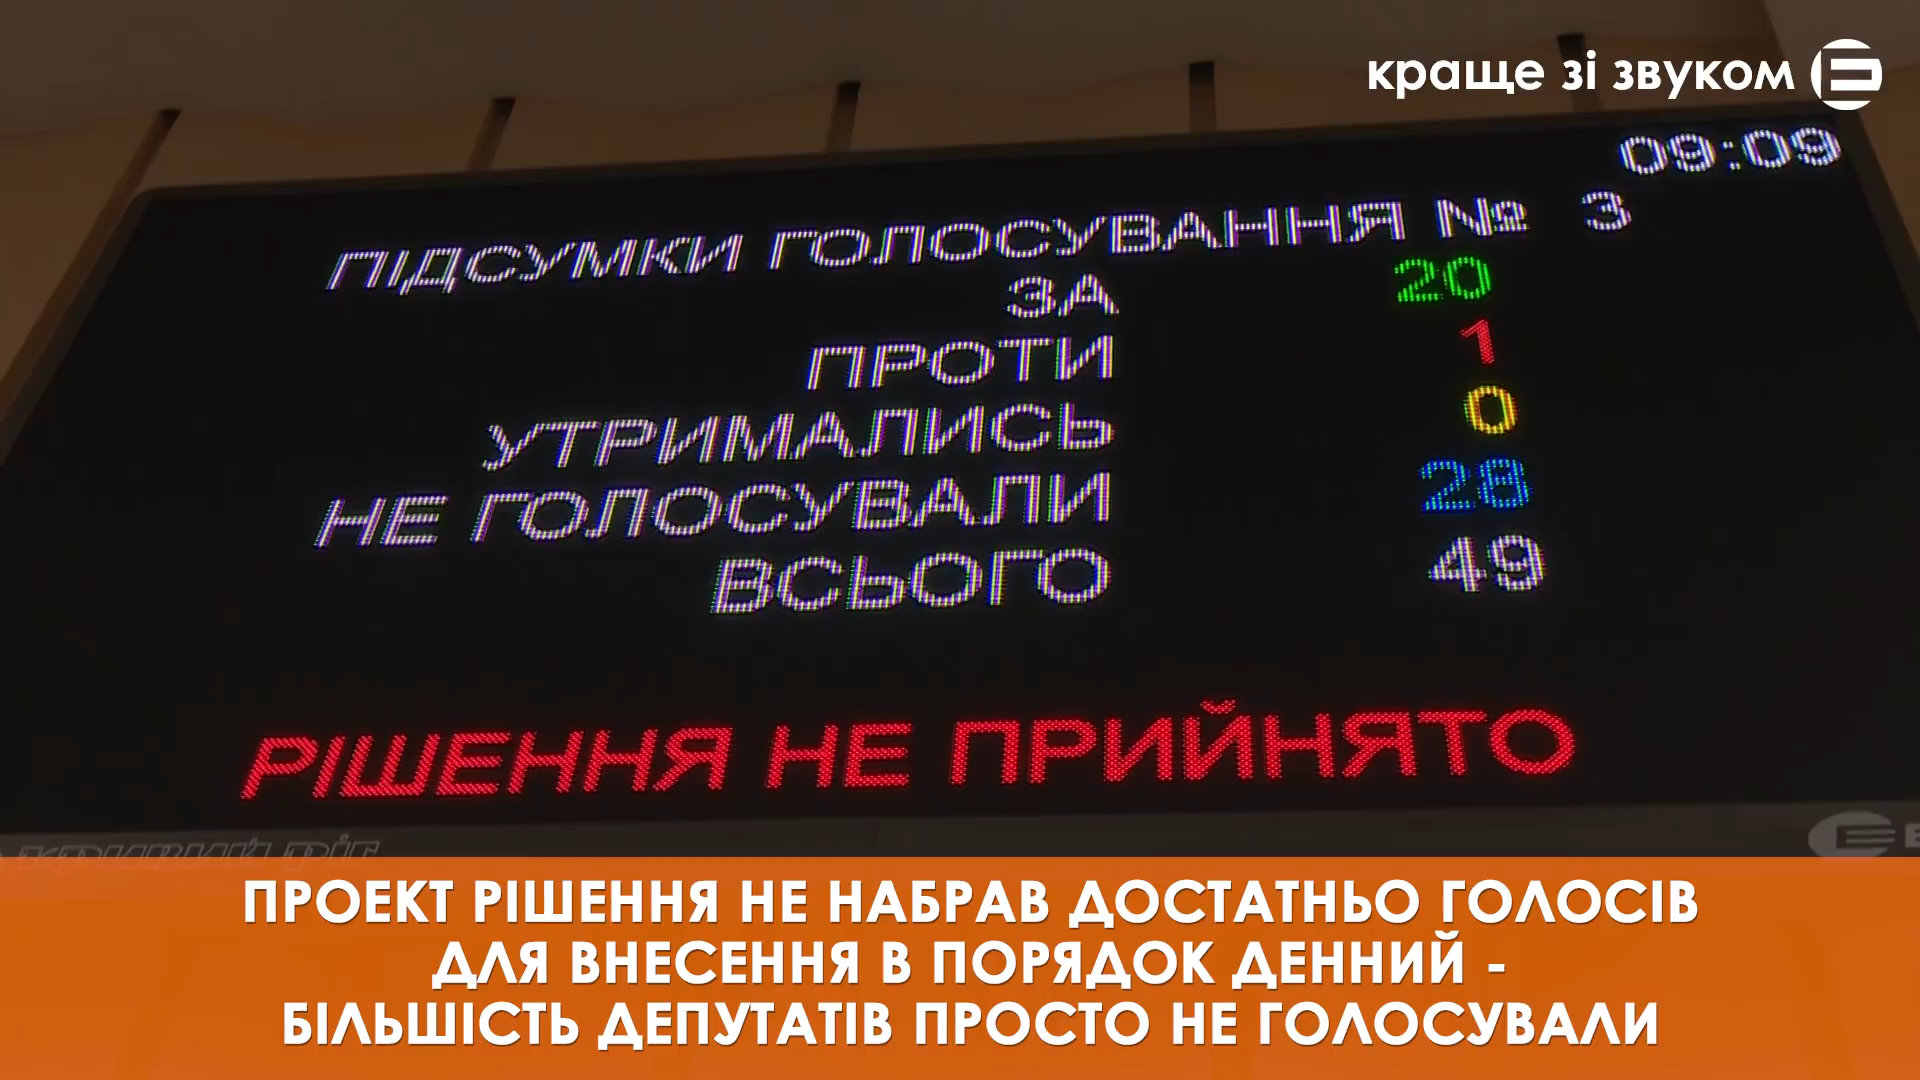 краще зі звуком
09:09
ПІДСУМКИ ГОЛОСУВАННЯ № 3
ЗА 20
ПРОТИ 1
УТРИМАЛИСЬ 0
НЕ ГОЛОСУВАЛИ 28
ВСЬОГО 49
РІШЕННЯ НЕ ПРИЙНЯТО
КРИВИЙ РІГ
ПРОЕКТ РІШЕННЯ НЕ НАБРАВ ДОСТАТНЬО ГОЛОСІВ
ДЛЯ ВНЕСЕННЯ В ПОРЯДОК ДЕННИЙ -
БІЛЬШІСТЬ ДЕПУТАТІВ ПРОСТО НЕ ГОЛОСУВАЛИ